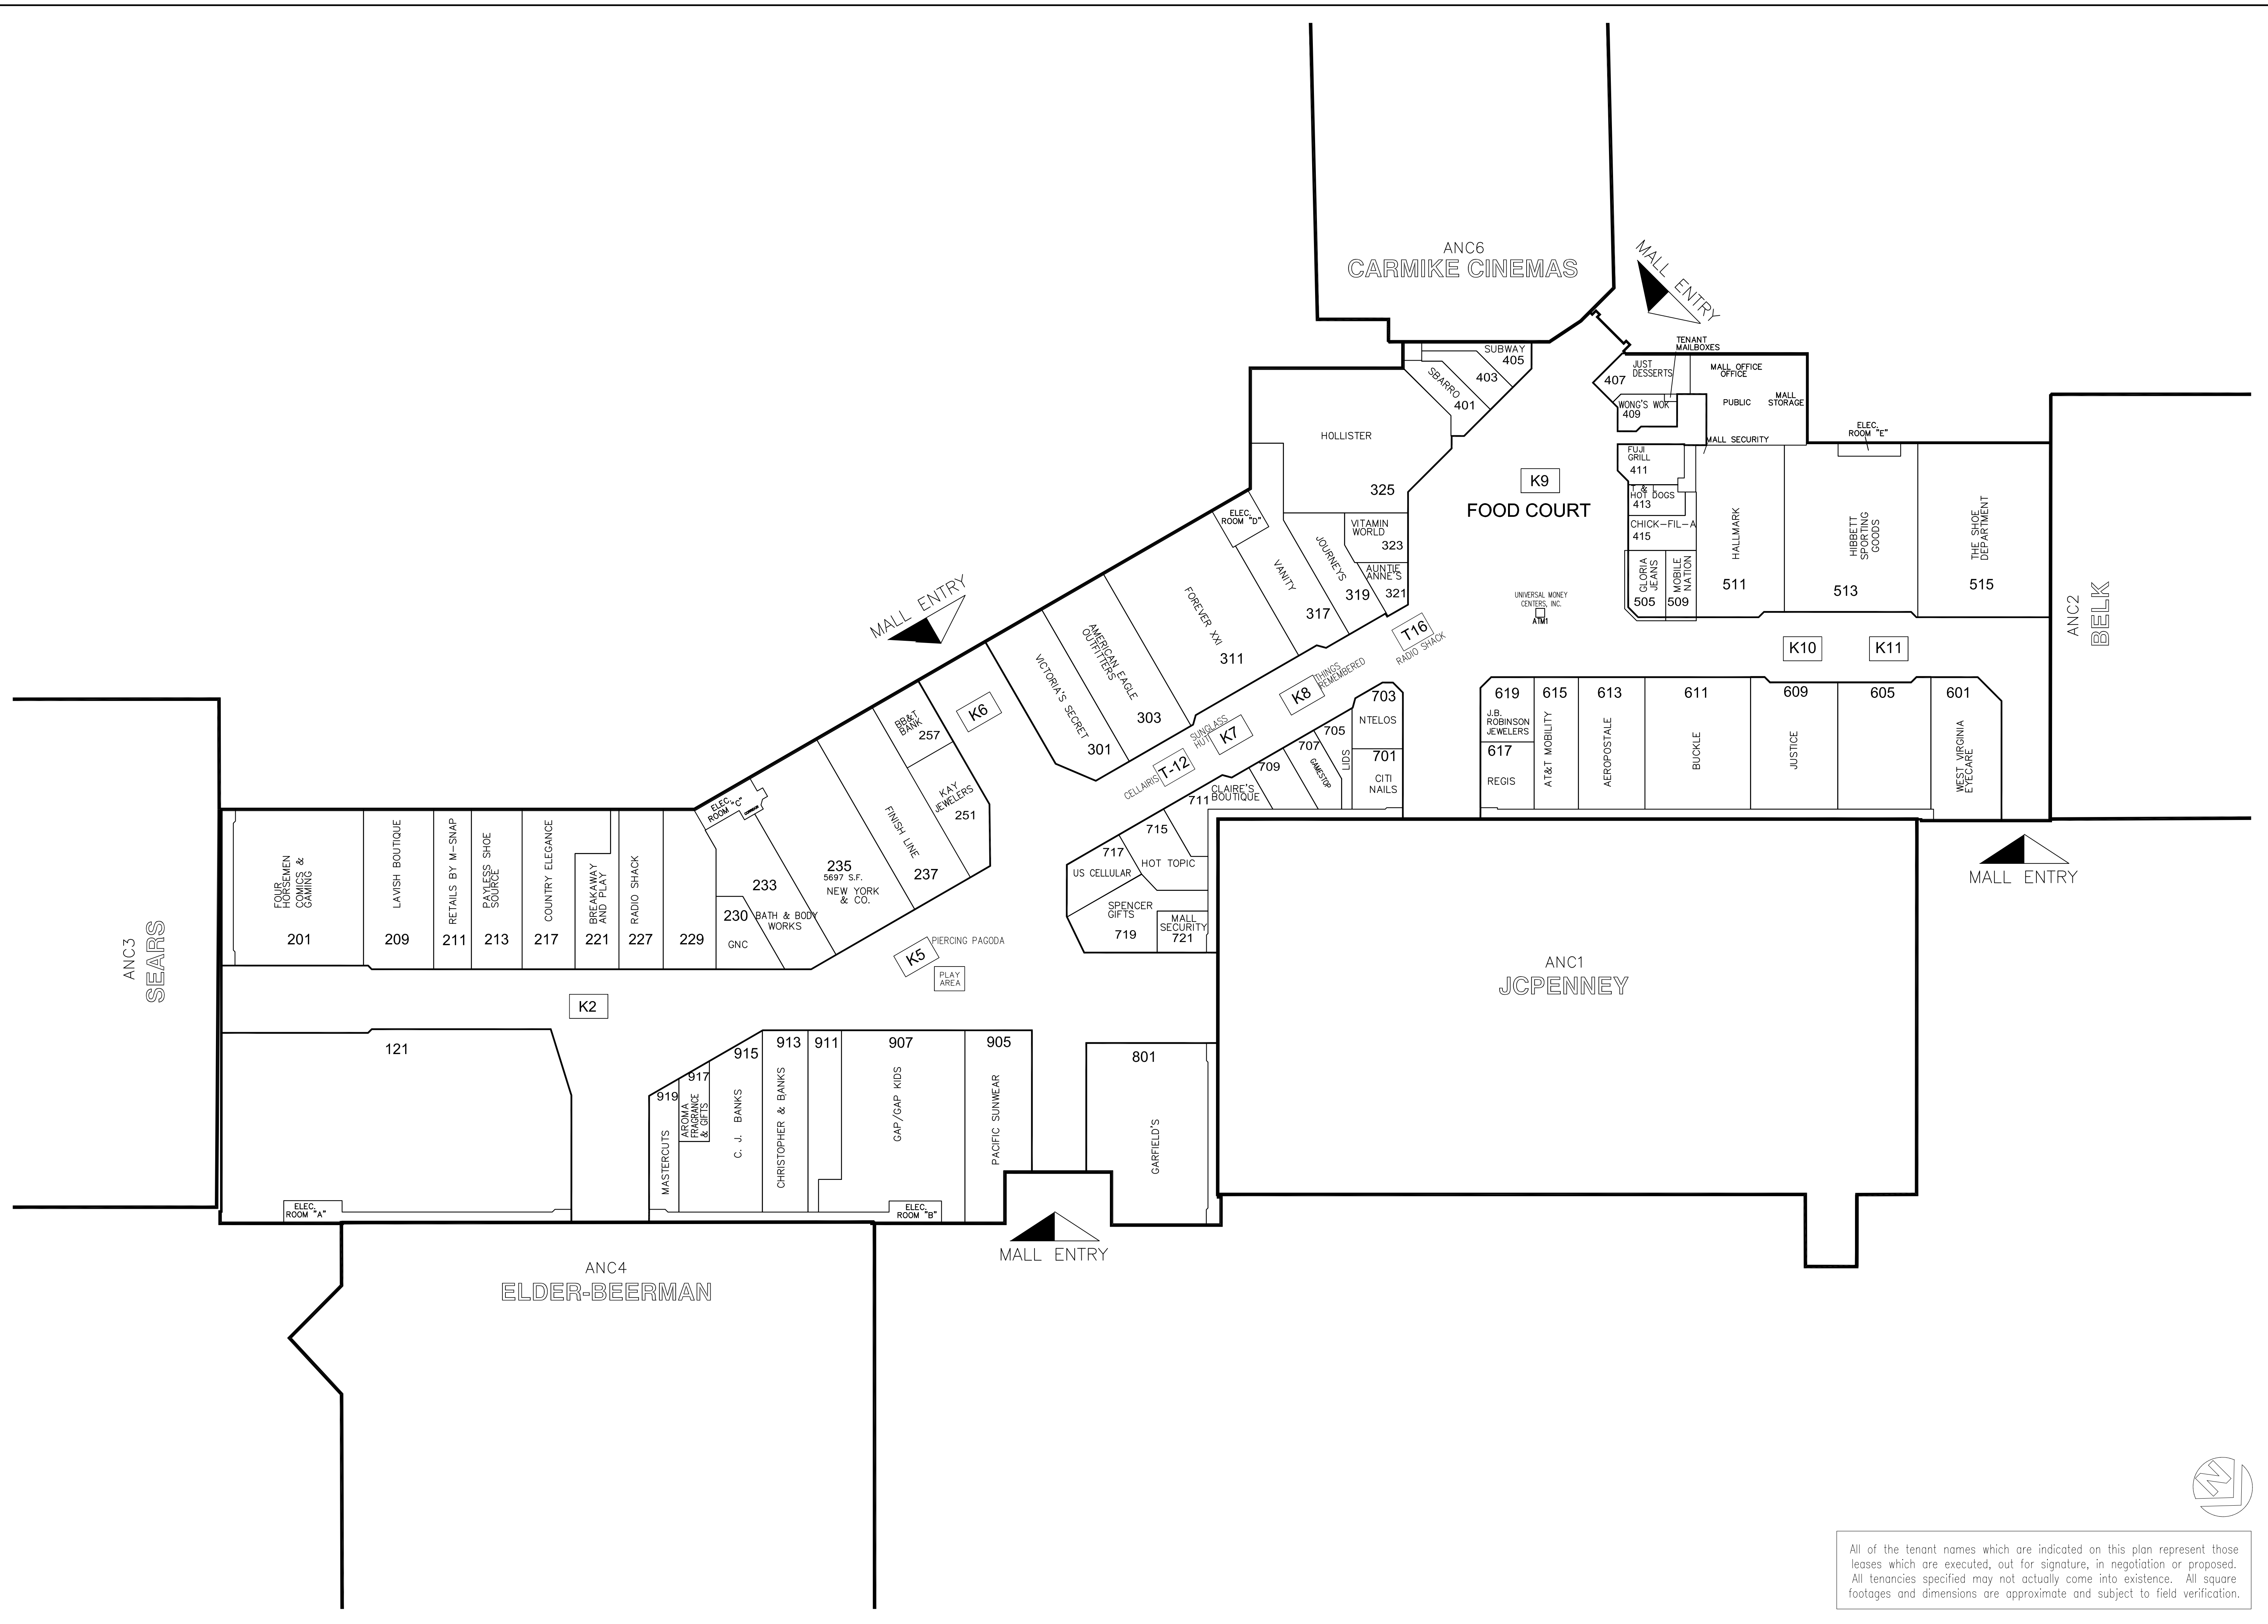 ANC6
CARMIKE CINEMAS
MALL ENTRY
TENANT
MAILBOXES
SUBWAY
405
403
SBARRO
401
JUST
DESSERTS
407
MALL OFFICE
OFFICE
PUBLIC
MALL
STORAGE
WONG'S WOK
409
MALL SECURITY
ELEC.
ROOM "E"
HOLLISTER
325
FUJI
GRILL
411
T & L
HOT DOGS
413
CHICK-FIL-A
415
GLORIA
JEANS
505
MOBILE
NATION
509
HALLMARK
511
HIBBETT
SPORTING
GOODS
513
THE SHOE
DEPARTMENT
515
K9
FOOD COURT
UNIVERSAL MONEY
CENTERS, INC.
ATM1
K10
K11
ANC2
BELK
ELEC.
ROOM "D"
VITAMIN
WORLD
323
AUNTIE
ANNE'S
321
JOURNEYS
319
VANITY
317
FOREVER XXI
311
AMERICAN EAGLE
OUTFITTERS
303
VICTORIA'S SECRET
301
MALL ENTRY
T16
RADIO SHACK
K8
THINGS
REMEMBERED
SUNGLASS
HUT
K7
CELLAIRIS
T-12
K6
BB&T
BANK
257
KAY
JEWELERS
251
FINISH LINE
237
235
5697 S.F.
NEW YORK
& CO.
ELEC.
ROOM "C"
233
BATH & BODY
WORKS
230
GNC
229
RADIO SHACK
227
BREAKAWAY
AND PLAY
221
COUNTRY ELEGANCE
217
PAYLESS SHOE
SOURCE
213
RETAILS BY M-SNAP
211
LAVISH BOUTIQUE
209
FOUR
HORSEMEN
COMICS &
GAMING
201
ANC3
SEARS
703
NTELOS
701
CITI
NAILS
705
LIDS
707
GAMESTOP
709
CLAIRE'S
BOUTIQUE
711
715
HOT TOPIC
717
US CELLULAR
SPENCER
GIFTS
719
MALL
SECURITY
721
619
J.B.
ROBINSON
JEWELERS
617
REGIS
615
AT&T MOBILITY
613
AEROPOSTALE
611
BUCKLE
609
JUSTICE
605
601
WEST VIRGINIA
EYECARE
MALL ENTRY
K5
PIERCING PAGODA
PLAY
AREA
K2
ANC1
JCPENNEY
121
ELEC.
ROOM "A"
919
MASTERCUTS
917
AROMA
FRAGRANCE
& GIFTS
915
C. J. BANKS
913
CHRISTOPHER & BANKS
911
907
GAP/GAP KIDS
ELEC.
ROOM "B"
905
PACIFIC SUNWEAR
801
GARFIELD'S
MALL ENTRY
ANC4
ELDER-BEERMAN
N
All of the tenant names which are indicated on this plan represent those
leases which are executed, out for signature, in negotiation or proposed.
All tenancies specified may not actually come into existence. All square
footages and dimensions are approximate and subject to field verification.